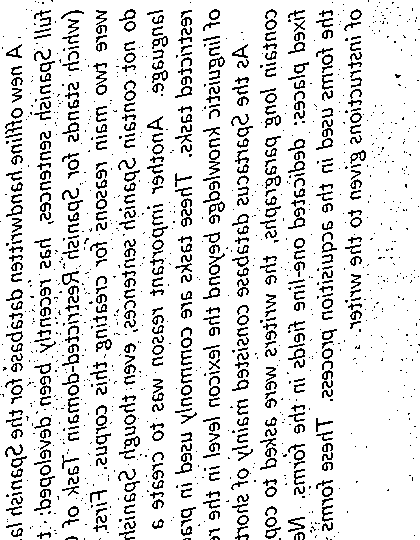 A new offline handwritten database for the Spanish la
full Spanish sentences, has recently been developed: t
(which stands for Spanish Restricted-domain Task of
were two main reasons for creating this corpus. First
do not contain Spanish sentences, even though Spanish
language. Another important reason was to create a
restricted tasks. These tasks are commonly used in pra
of linguistic knowledge beyond the lexicon level in the r
As the Spartacus database consisted mainly of short
contain long paragraphs, the writers were asked to cop
fixed places: dedicated one-line fields in the forms. Ne
the forms used in the acquisition process. These forms
of instructions given to the writer.